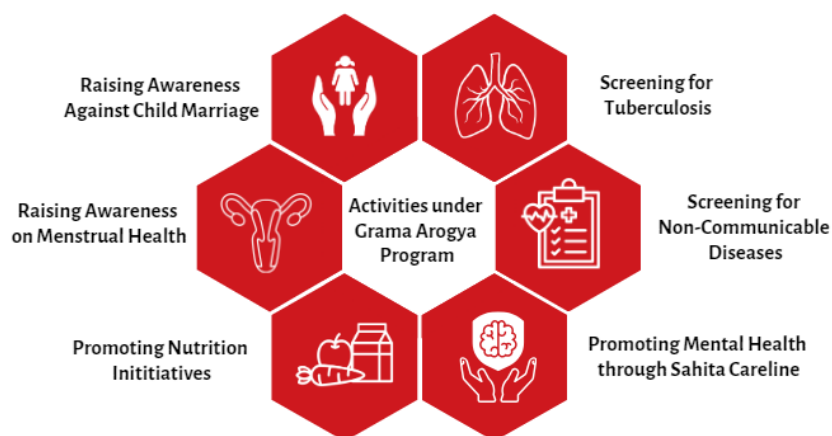 Raising Awareness
Against Child Marriage
Screening for
Tuberculosis
Raising Awareness
on Menstrual Health
Activities under
Grama Arogya
Program
Screening for
Non-Communicable
Diseases
Promoting Nutrition
Inititiatives
Promoting Mental Health
through Sahita Careline